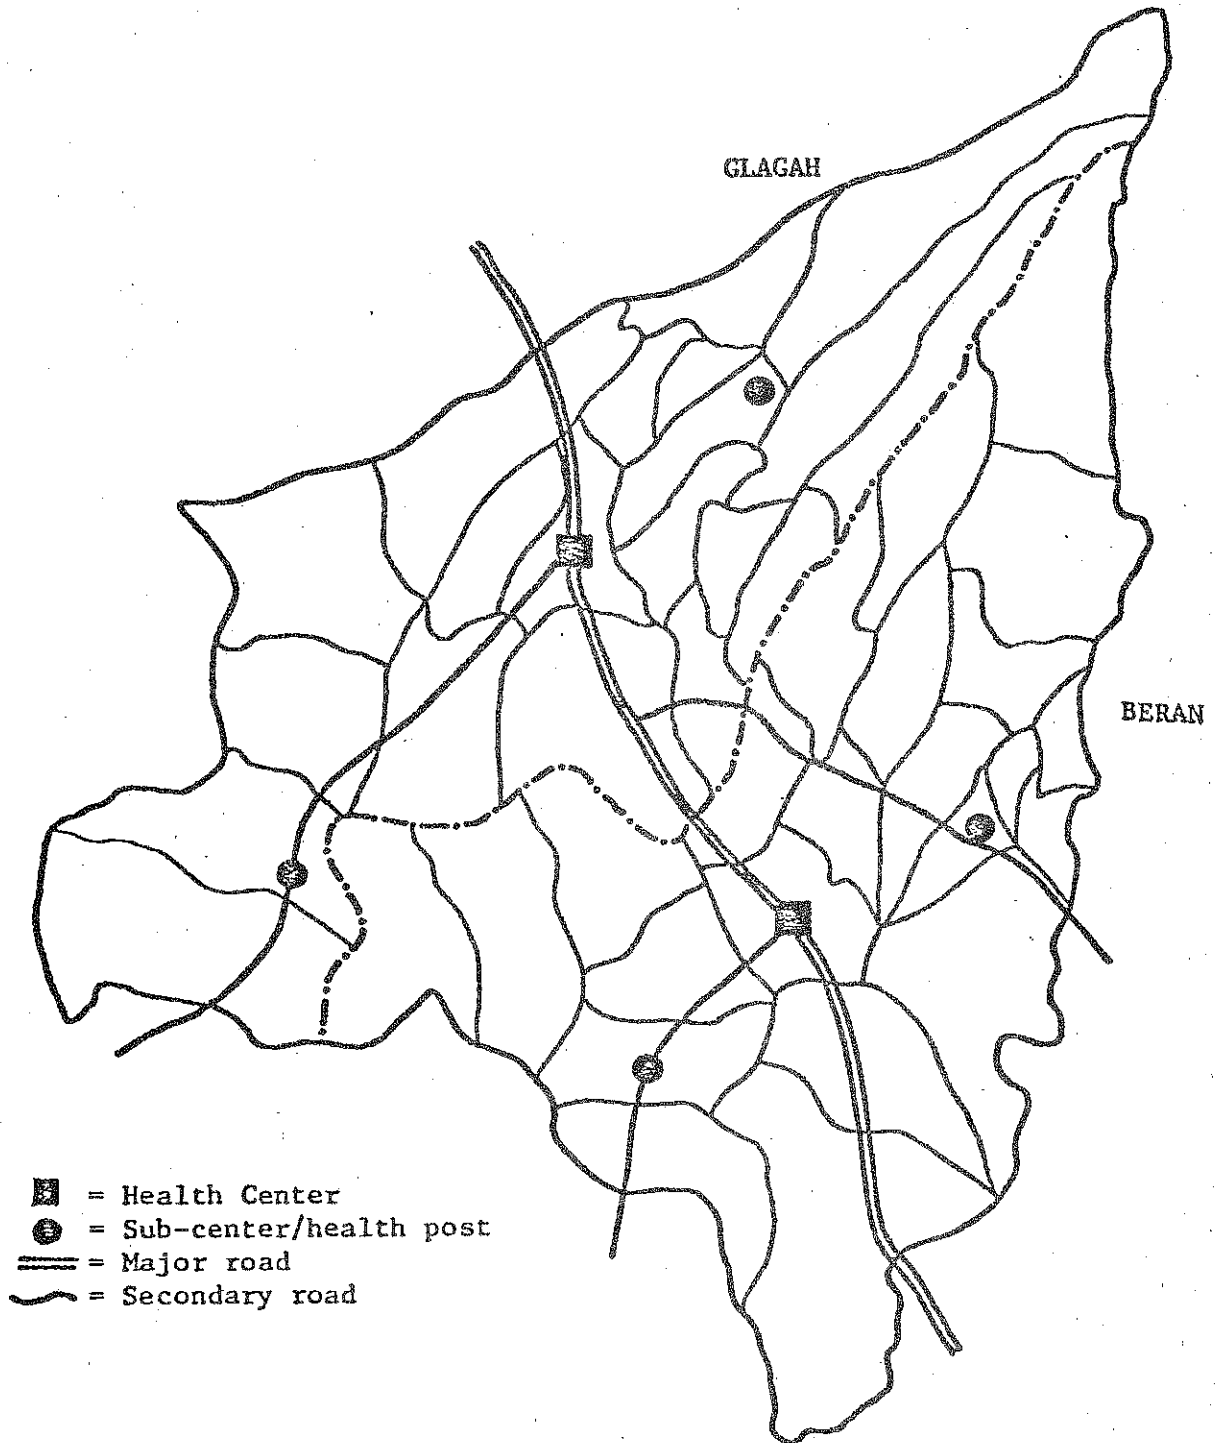 GLAGAH
BERAN
= Health Center
= Sub-center/health post
= Major road
= Secondary road